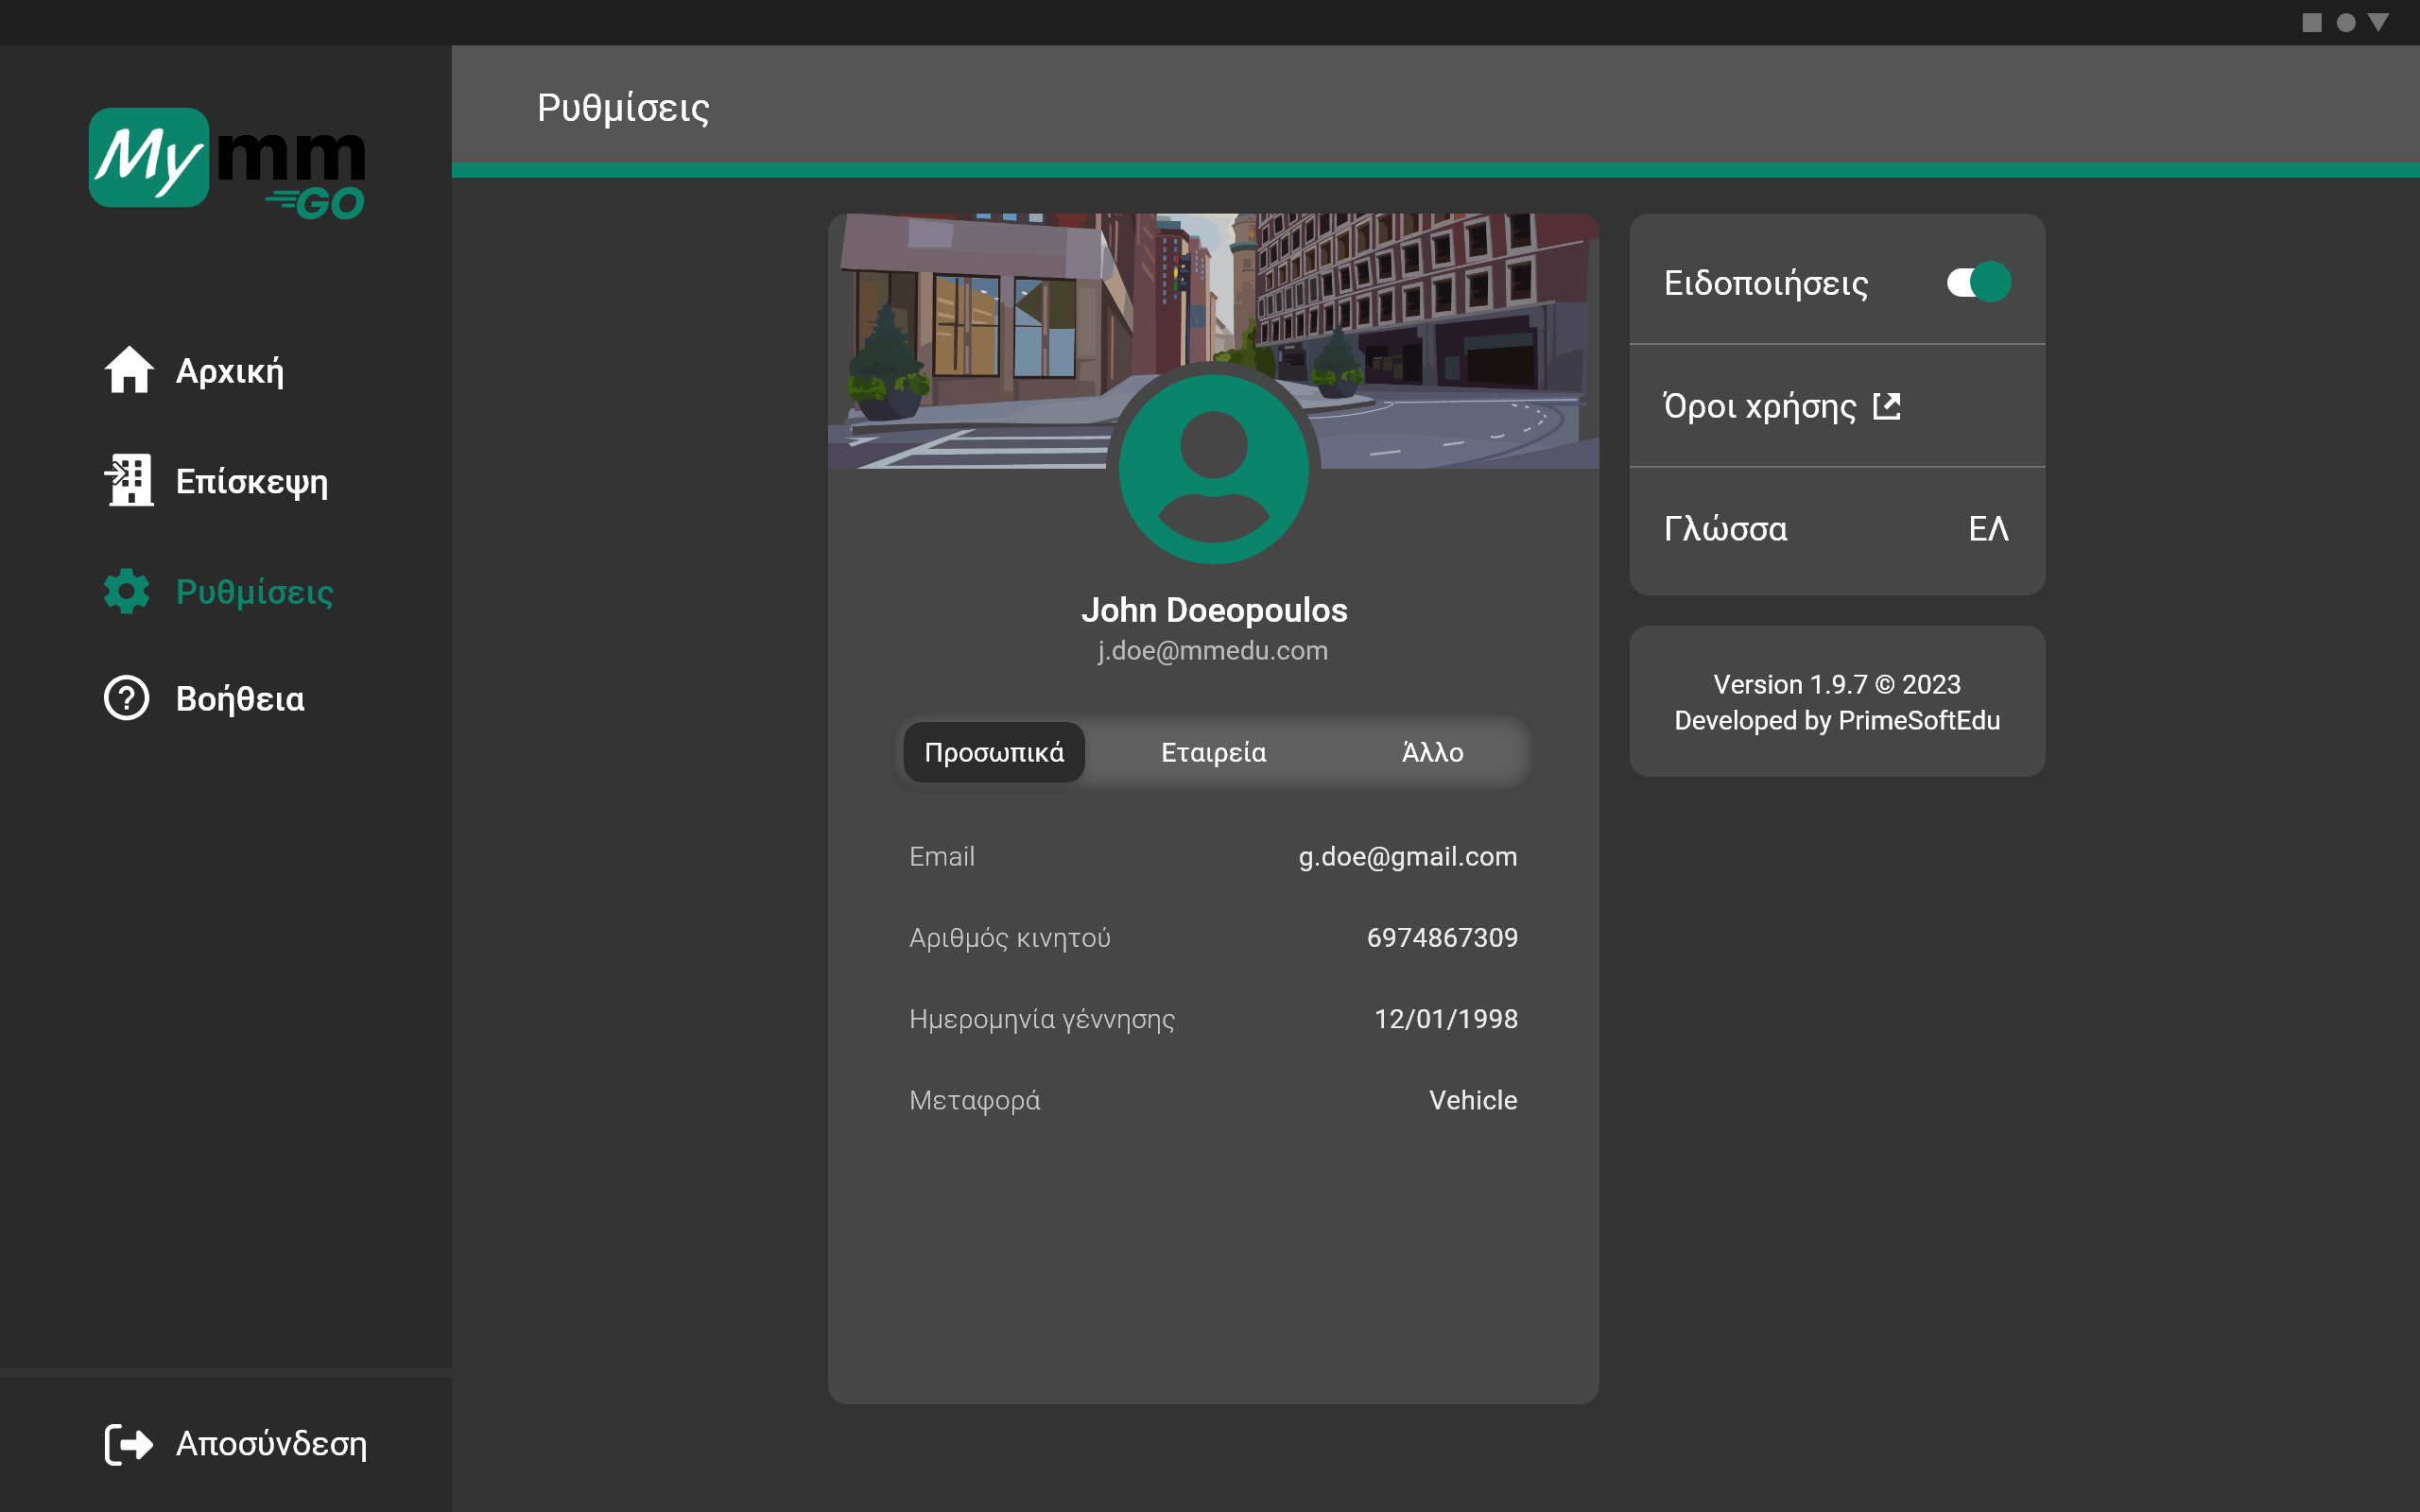 My mm
GO
Αρχική
Επίσκεψη
Ρυθμίσεις
Βοήθεια
Αποσύνδεση
Ρυθμίσεις
John Doeopoulos
j.doe@mmedu.com
Προσωπικά Εταιρεία Άλλο
Email g.doe@gmail.com
Αριθμός κινητού 6974867309
Ημερομηνία γέννησης 12/01/1998
Μεταφορά Vehicle
Ειδοποιήσεις
Όροι χρήσης
Γλώσσα ΕΛ
Version 1.9.7 © 2023
Developed by PrimeSoftEdu